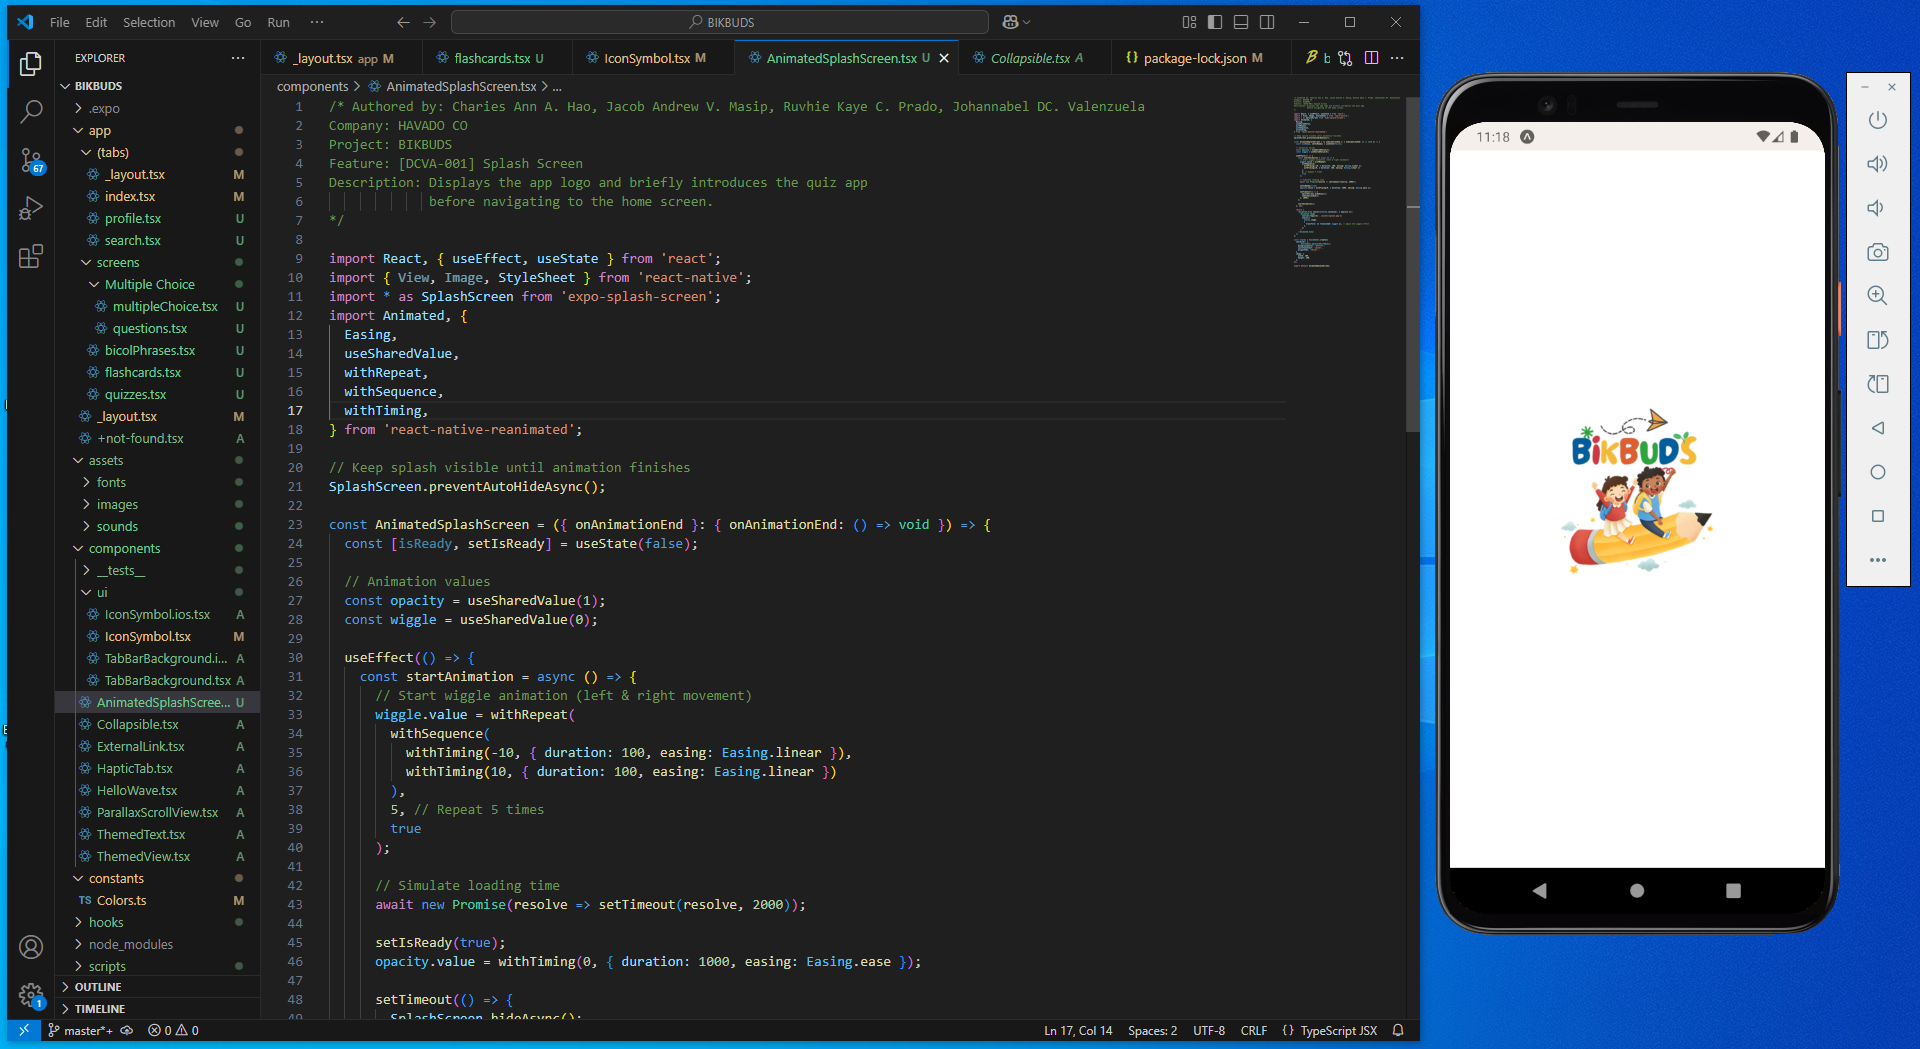 File Edit Selection View Go Run ··· BIKBUDS
EXPLORER ···
_layout.tsx app M flashcards.tsx U IconSymbol.tsx M AnimatedSplashScreen.tsx U Collapsible.tsx A {} package-lock.json M b ···
BIKBUDS
.expo
app
(tabs)
_layout.tsx M
index.tsx M
profile.tsx U
search.tsx U
screens
Multiple Choice
multipleChoice.tsx U
questions.tsx U
bicolPhrases.tsx U
flashcards.tsx U
quizzes.tsx U
_layout.tsx M
+not-found.tsx A
assets
fonts
images
sounds
components
__tests__
ui
IconSymbol.ios.tsx A
IconSymbol.tsx M
TabBarBackground.i... A
TabBarBackground.tsx A
AnimatedSplashScree... U
Collapsible.tsx A
ExternalLink.tsx A
HapticTab.tsx A
HelloWave.tsx A
ParallaxScrollView.tsx A
ThemedText.tsx A
ThemedView.tsx A
constants
TS Colors.ts M
hooks
node_modules
scripts
OUTLINE
TIMELINE
67
1
components > AnimatedSplashScreen.tsx > ...
1 /* Authored by: Charies Ann A. Hao, Jacob Andrew V. Masip, Ruvhie Kaye C. Prado, Johannabel DC. Valenzuela
2 Company: HAVADO CO
3 Project: BIKBUDS
4 Feature: [DCVA-001] Splash Screen
5 Description: Displays the app logo and briefly introduces the quiz app
6 before navigating to the home screen.
7 */
8
9 import React, { useEffect, useState } from 'react';
10 import { View, Image, StyleSheet } from 'react-native';
11 import * as SplashScreen from 'expo-splash-screen';
12 import Animated, {
13 Easing,
14 useSharedValue,
15 withRepeat,
16 withSequence,
17 withTiming,
18 } from 'react-native-reanimated';
19
20 // Keep splash visible until animation finishes
21 SplashScreen.preventAutoHideAsync();
22
23 const AnimatedSplashScreen = ({ onAnimationEnd }: { onAnimationEnd: () => void }) => {
24 const [isReady, setIsReady] = useState(false);
25
26 // Animation values
27 const opacity = useSharedValue(1);
28 const wiggle = useSharedValue(0);
29
30 useEffect(() => {
31 const startAnimation = async () => {
32 // Start wiggle animation (left & right movement)
33 wiggle.value = withRepeat(
34 withSequence(
35 withTiming(-10, { duration: 100, easing: Easing.linear }),
36 withTiming(10, { duration: 100, easing: Easing.linear })
37 ),
38 5, // Repeat 5 times
39 true
40 );
41
42 // Simulate loading time
43 await new Promise(resolve => setTimeout(resolve, 2000));
44
45 setIsReady(true);
46 opacity.value = withTiming(0, { duration: 1000, easing: Easing.ease });
47
48 setTimeout(() => {
49 SplashScreen.hideAsync();
master*+ 0 0 Ln 17, Col 14 Spaces: 2 UTF-8 CRLF {} TypeScript JSX
11:18
BIKBUD'S